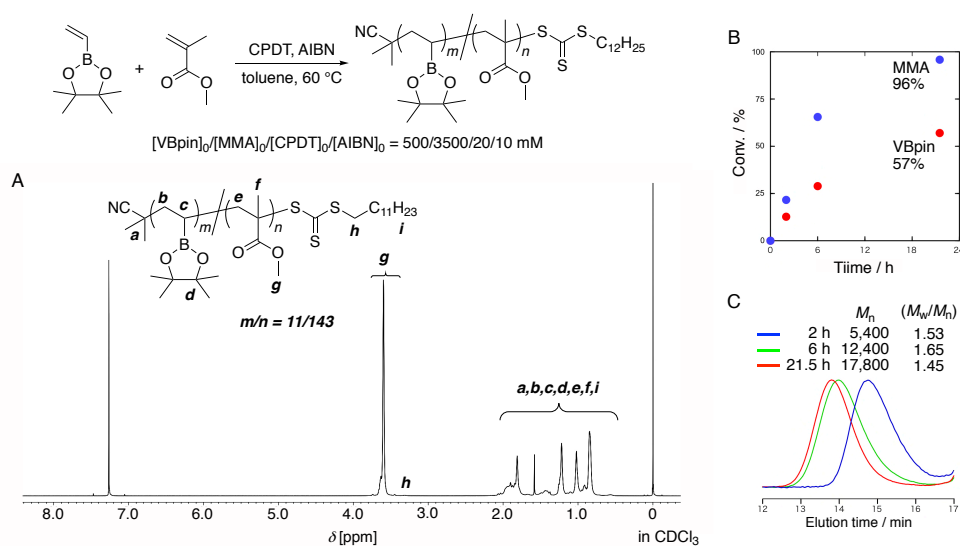 CPDT, AIBN
toluene, 60 °C
+
B
O O
O
O
NC
m
n
B
O O
O
O
S
S
S
C12H25
[VBpin]0/[MMA]0/[CPDT]0/[AIBN]0 = 500/3500/20/10 mM
A
NC
a
b
c
m
B
O O
d
e
f
n
O
O
g
S
S
S
h
C11H23
i
m/n = 11/143
g
h
a,b,c,d,e,f,i
8.0 7.0 6.0 5.0 4.0 3.0 2.0 1.0 0
δ [ppm]
in CDCl3
B
Conv. / %
100
75
50
25
0
MMA
96%
VBpin
57%
0 6 12 18 24
Tiime / h
C
Mn (Mw/Mn)
2 h 5,400 1.53
6 h 12,400 1.65
21.5 h 17,800 1.45
12 13 14 15 16 17
Elution time / min